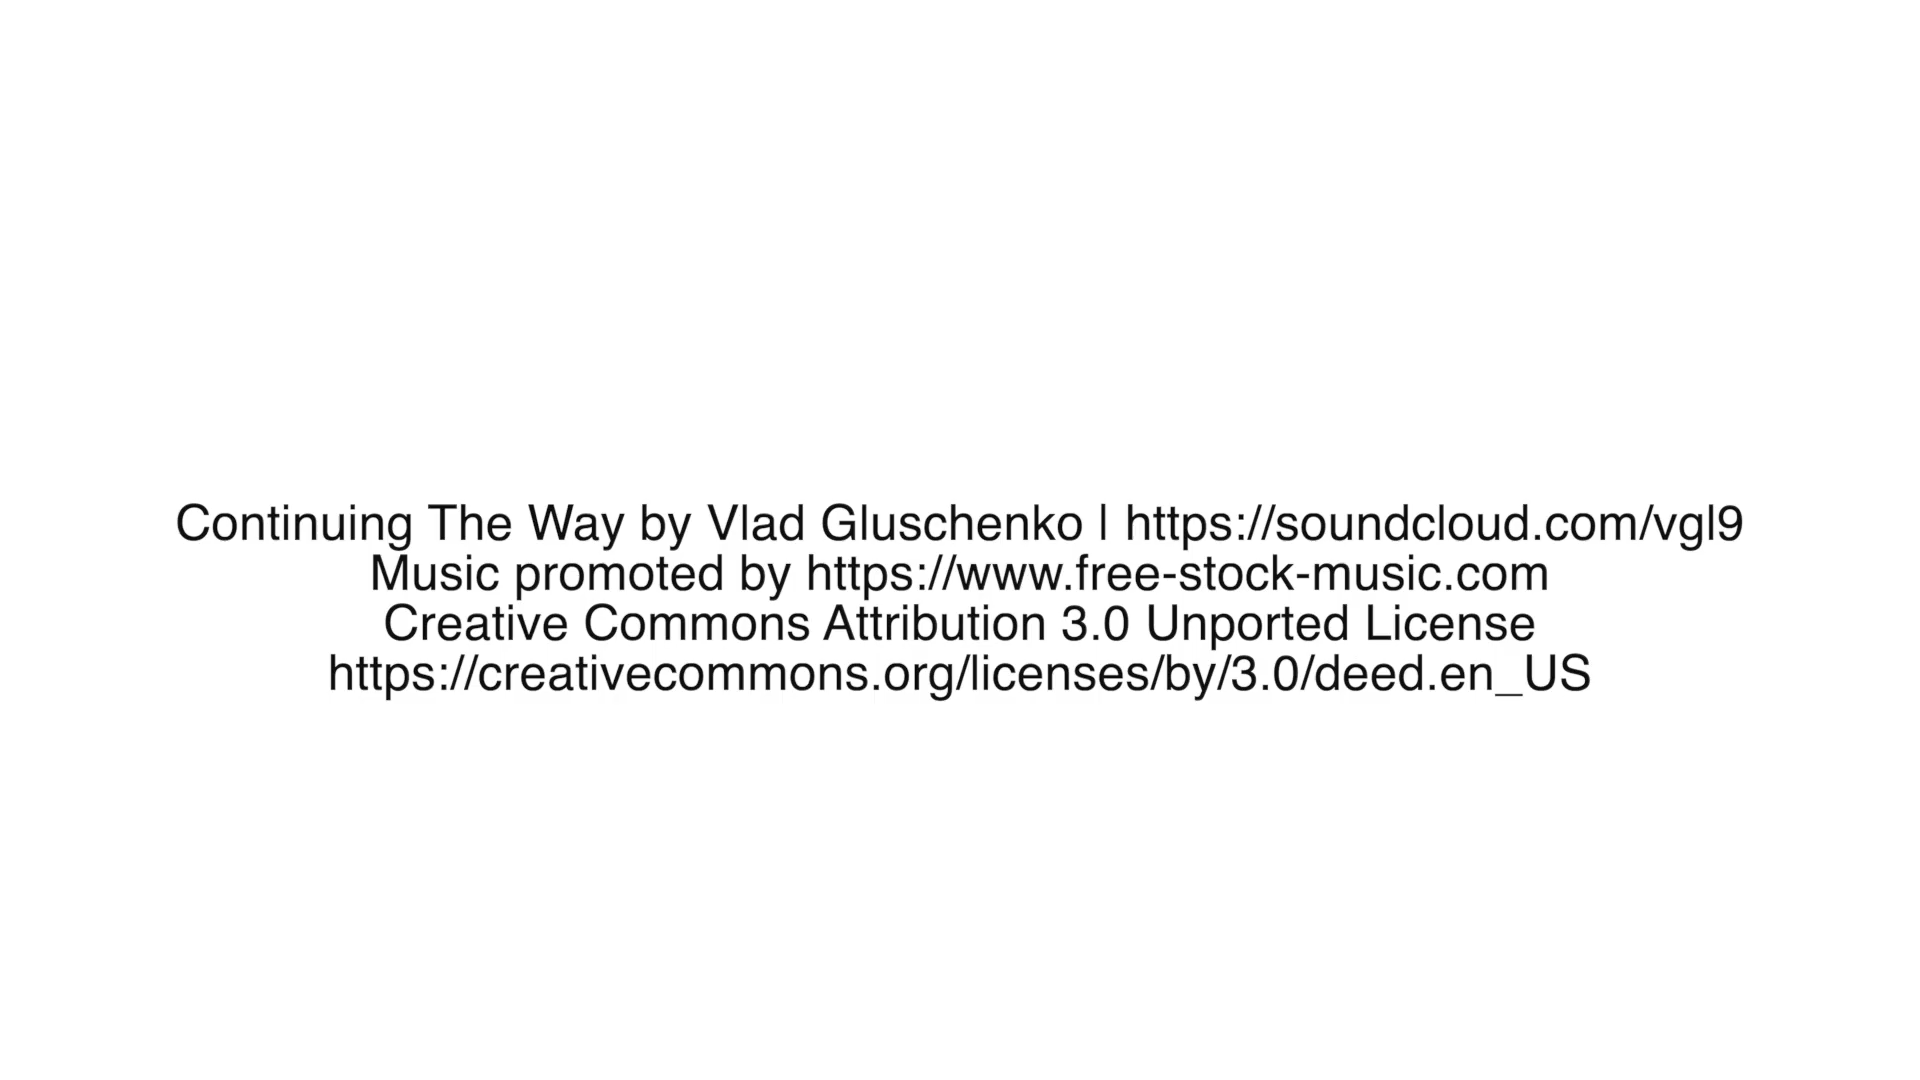 Continuing The Way by Vlad Gluschenko | https://soundcloud.com/vgl9
Music promoted by https://www.free-stock-music.com
Creative Commons Attribution 3.0 Unported License
https://creativecommons.org/licenses/by/3.0/deed.en_US